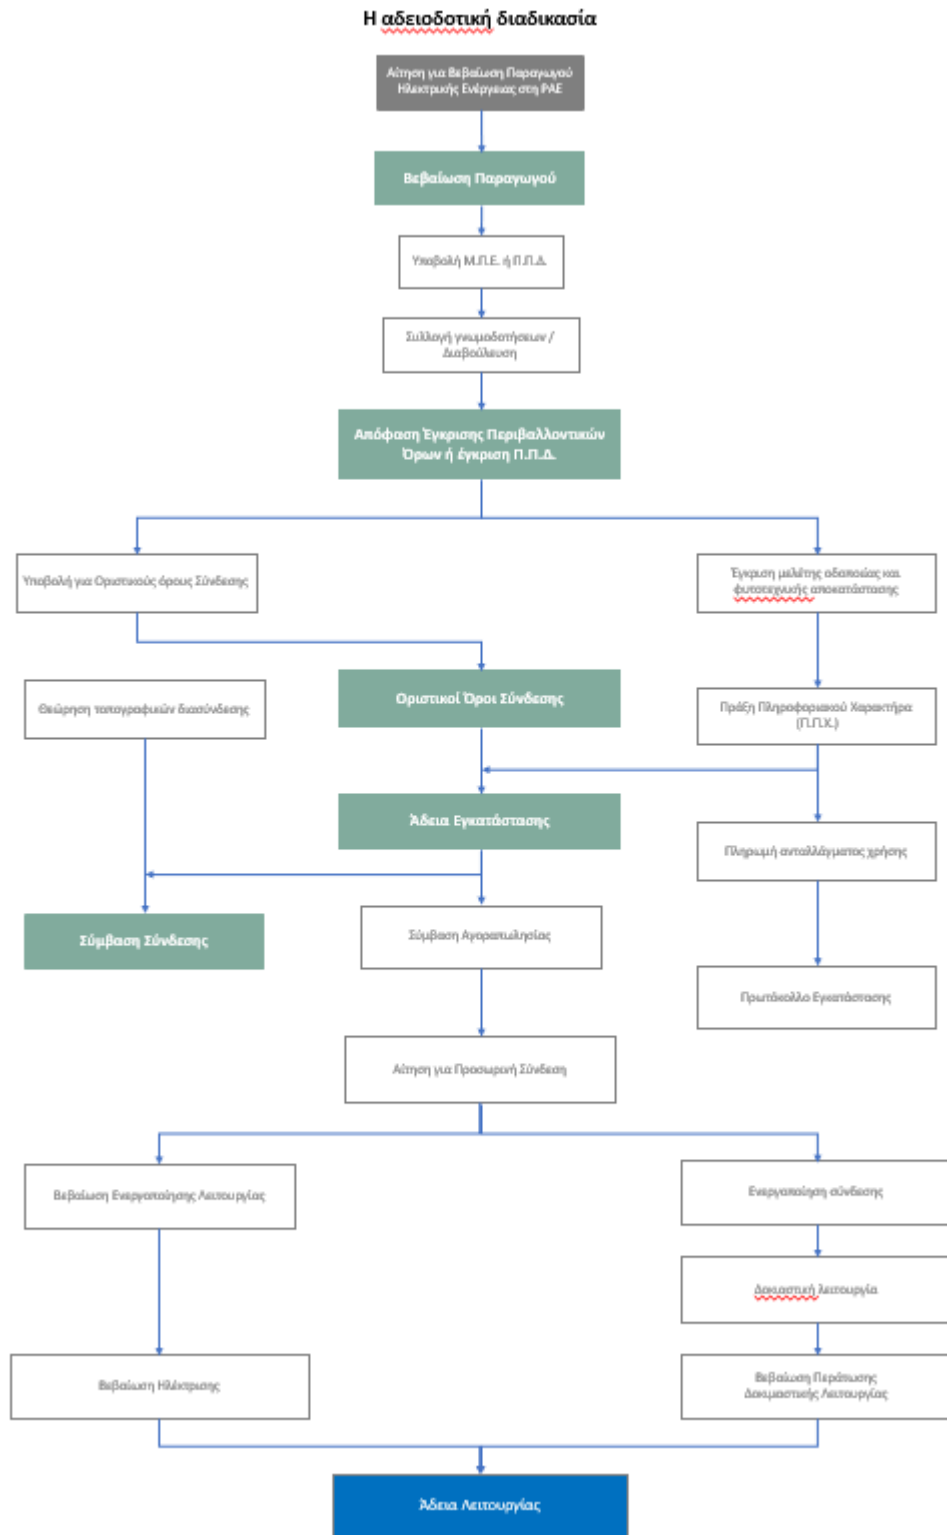 Η αδειοδοτική διαδικασία
Αίτηση για Βεβαίωση Παραγωγού
Ηλεκτρικής Ενέργειας στη ΡΑΕ
Βεβαίωση Παραγωγού
Υποβολή Μ.Π.Ε. ή Π.Π.Δ.
Συλλογή γνωμοδοτήσεων /
Διαβούλευση
Απόφαση Έγκρισης Περιβαλλοντικών
Όρων ή έγκριση Π.Π.Δ.
Υποβολή για Οριστικούς όρους Σύνδεσης
Έγκριση μελέτης οδοποιίας και
φυτοτεχνικής αποκατάστασης
Θεώρηση τοπογραφικών διασύνδεσης
Οριστικοί Όροι Σύνδεσης
Πράξη Πληροφοριακού Χαρακτήρα
(Π.Π.Χ.)
Άδεια Εγκατάστασης
Πληρωμή ανταλλάγματος χρήσης
Σύμβαση Σύνδεσης
Σύμβαση Αγοραπωλησίας
Πρωτόκολλο Εγκατάστασης
Αίτηση για Προσωρινή Σύνδεση
Βεβαίωση Ενεργοποίησης Λειτουργίας
Ενεργοποίηση σύνδεσης
Δοκιαστική λειτουργία
Βεβαίωση Ηλέκτρισης
Βεβαίωση Περάτωσης
Δοκιμαστικής Λειτουργίας
Άδεια Λειτουργίας